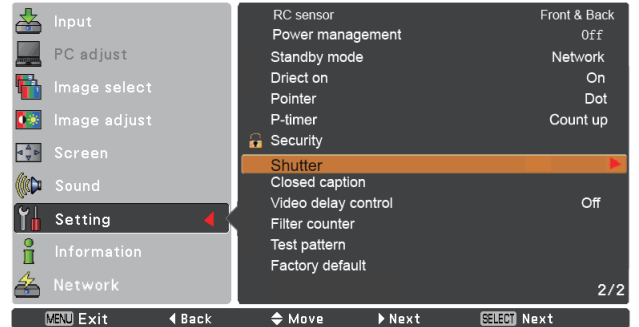 Input
PC adjust
Image select
Image adjust
Screen
Sound
Setting
Information
Network
RC sensor Front & Back
Power management Off
Standby mode Network
Driect on On
Pointer Dot
P-timer Count up
Security
Shutter
Closed caption
Video delay control Off
Filter counter
Test pattern
Factory default
2/2
MENU Exit Back Move Next SELECT Next